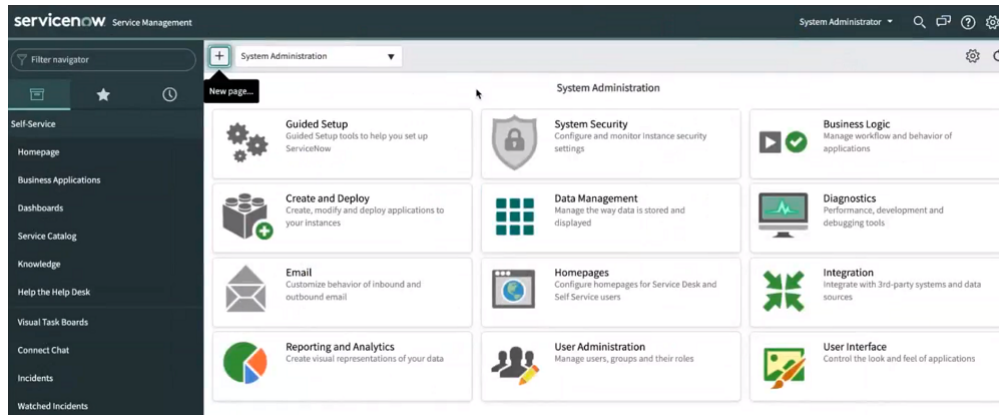 servicenow Service Management
System Administrator
Filter navigator
System Administration
New page...
Self-Service
Homepage
Business Applications
Dashboards
Service Catalog
Knowledge
Help the Help Desk
Visual Task Boards
Connect Chat
Incidents
Watched Incidents
System Administration
Guided Setup
Guided Setup tools to help you set up
ServiceNow
System Security
Configure and monitor instance security
settings
Business Logic
Manage workflow and behavior of
applications
Create and Deploy
Create, modify and deploy applications to
your instances
Data Management
Manage the way data is stored and
displayed
Diagnostics
Performance, development and
debugging tools
Email
Customize behavior of inbound and
outbound email
Homepages
Configure homepages for Service Desk and
Self Service users
Integration
Integrate with 3rd-party systems and data
sources
Reporting and Analytics
Create visual representations of your data
User Administration
Manage users, groups and their roles
User Interface
Control the look and feel of applications